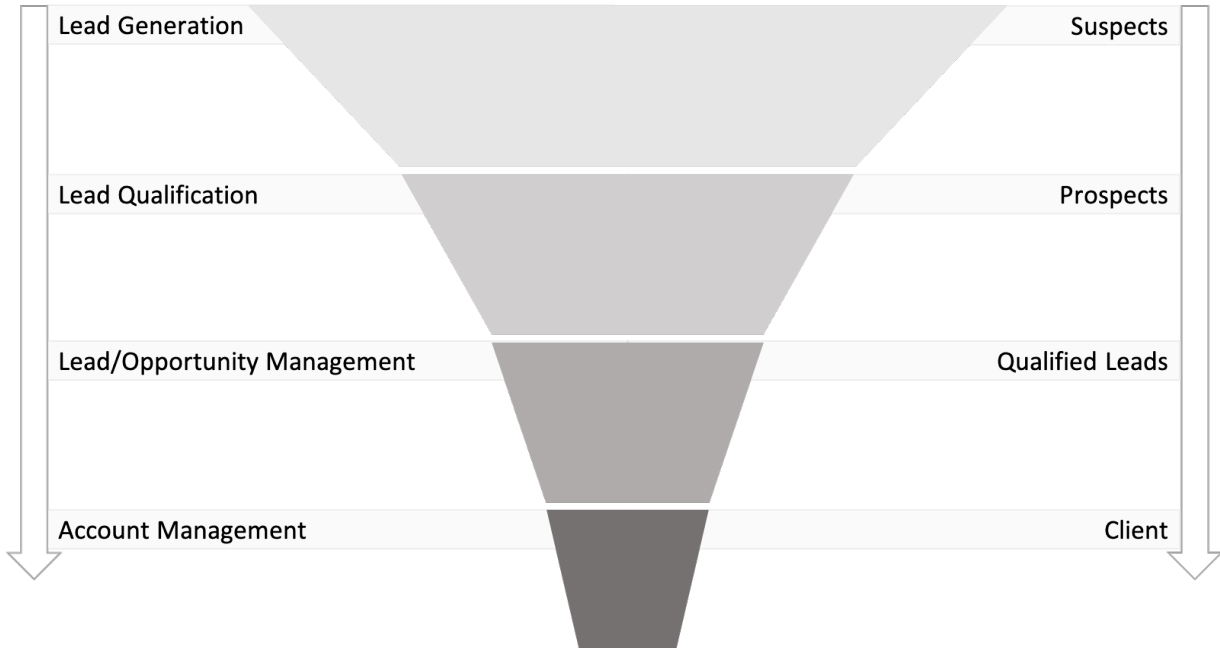 Lead Generation
Suspects
Lead Qualification
Prospects
Lead/Opportunity Management
Qualified Leads
Account Management
Client